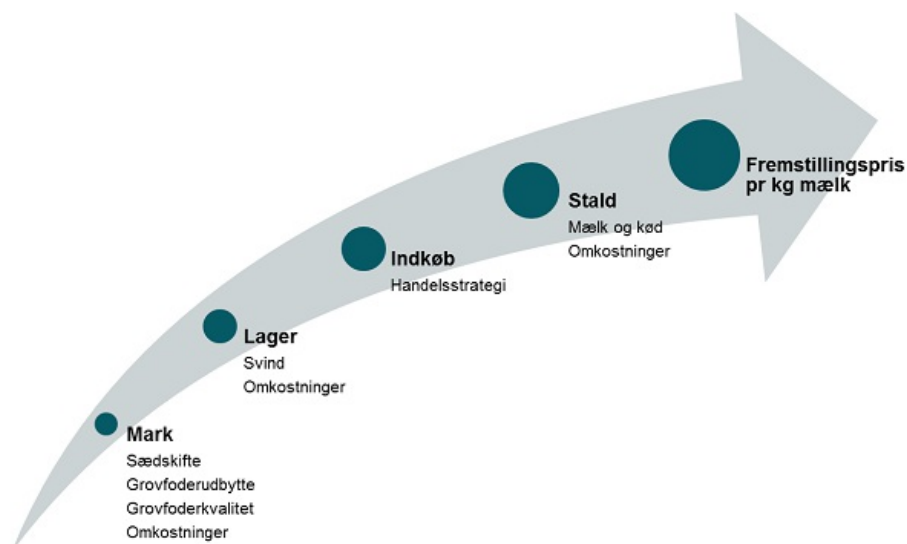 Fremstillingspris
pr kg mælk
Stald
Mælk og kød
Omkostninger
Indkøb
Handelsstrategi
Lager
Svind
Omkostninger
Mark
Sædskifte
Grovfoderudbytte
Grovfoderkvalitet
Omkostninger